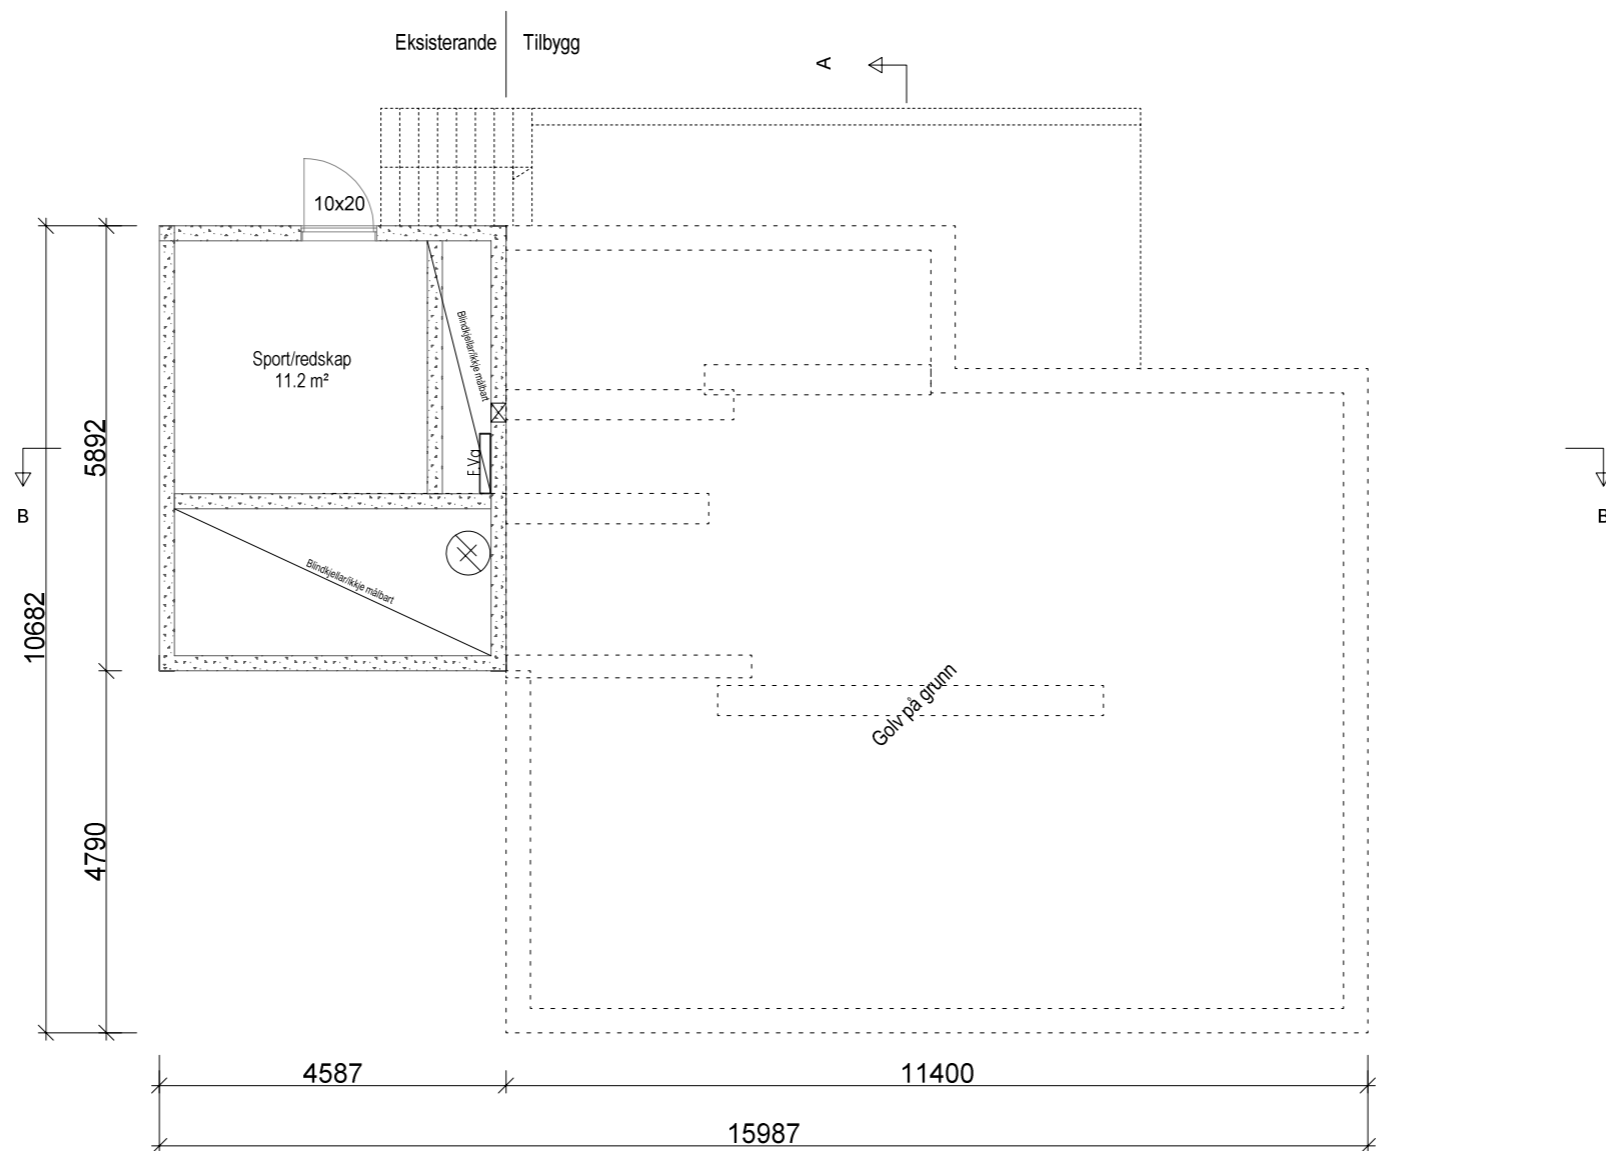 Eksisterande
Tilbygg
A
10x20
Blindkjellar/ikkje målbart
Sport/redskap
11.2 m²
5892
F.Vg
B
B
Blindkjellar/ikkje målbart
10682
Golv på grunn
4790
4587
11400
15987